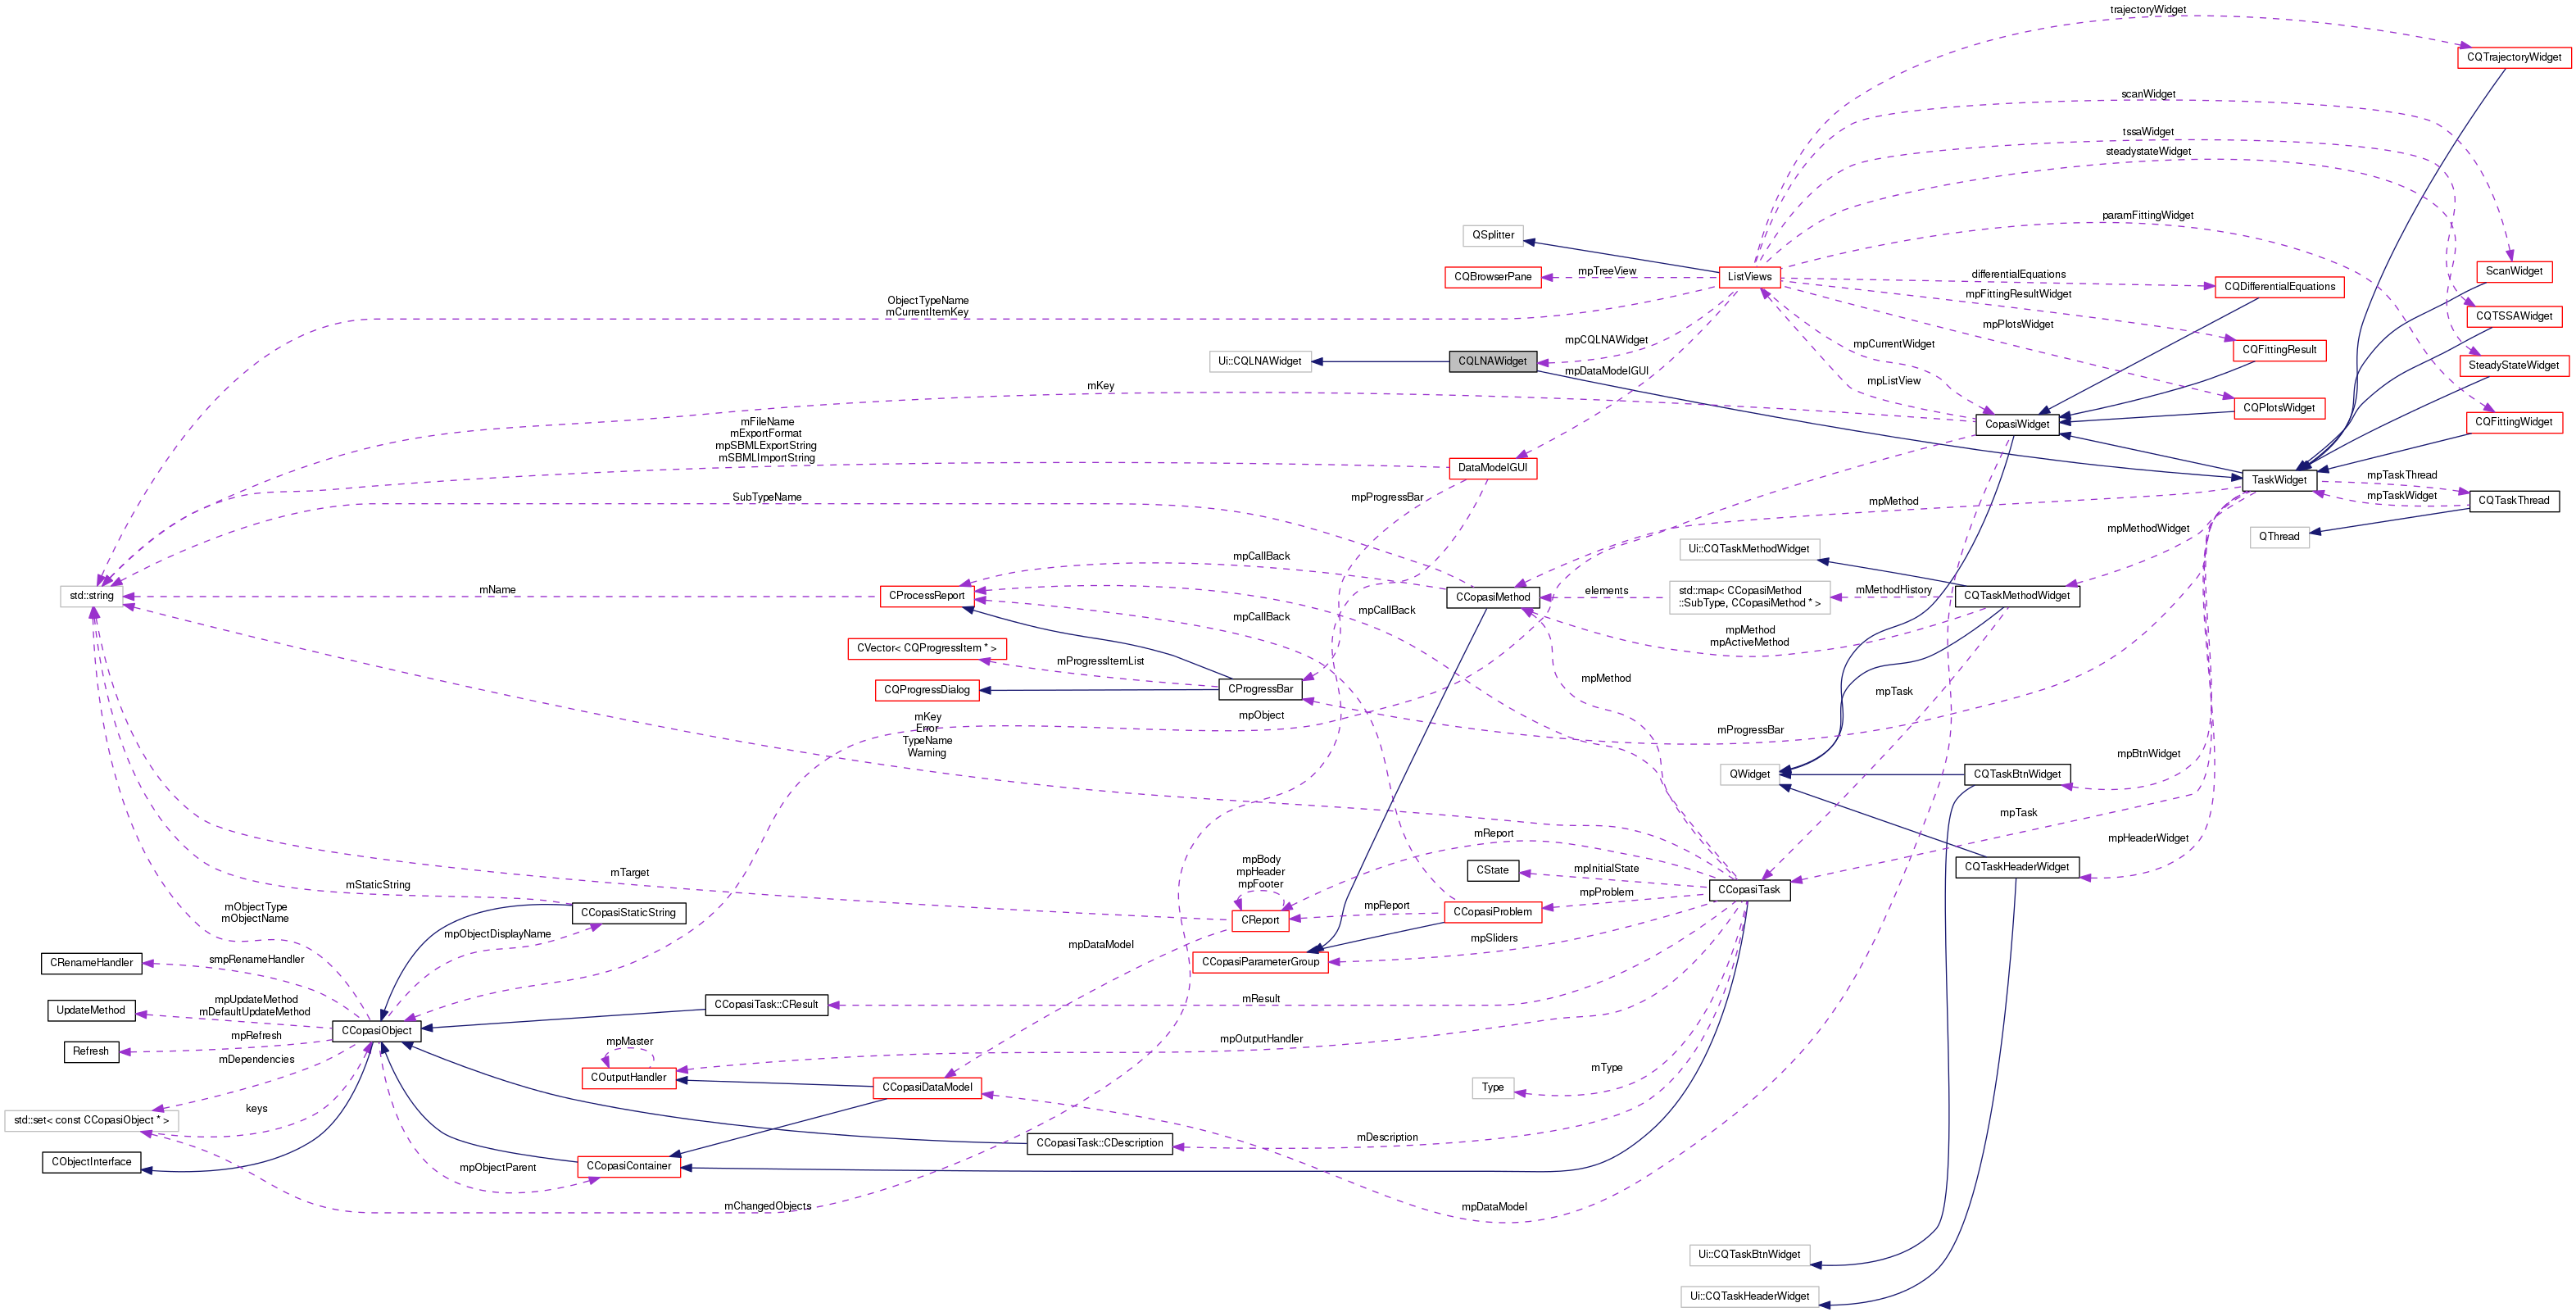 trajectoryWidget
CQTrajectoryWidget
scanWidget
tssaWidget
steadystateWidget
paramFittingWidget
QSplitter
CQBrowserPane
mpTreeView
ListViews
differentialEquations
CQDifferentialEquations
ScanWidget
ObjectTypeName
mCurrentItemKey
mpFittingResultWidget
mpPlotsWidget
CQTSSAWidget
Ui::CQLNAWidget
CQLNAWidget
mpCQLNAWidget
mpDataModelGUI
mpCurrentWidget
mpListView
CQFittingResult
SteadyStateWidget
mKey
CQPlotsWidget
CopasiWidget
CQFittingWidget
mFileName
mExportFormat
mpSBMLExportString
mSBMLImportString
DataModelGUI
TaskWidget
mpTaskThread
mpTaskWidget
CQTaskThread
SubTypeName
mpProgressBar
mpMethod
mpMethodWidget
QThread
Ui::CQTaskMethodWidget
mpCallBack
std::string
mName
CProcessReport
mpCallBack
mpCallBack
CCopasiMethod
elements
std::map< CCopasiMethod
::SubType, CCopasiMethod * >
mMethodHistory
CQTaskMethodWidget
mpMethod
mpActiveMethod
CVector< CQProgressItem * >
mProgressItemList
CQProgressDialog
CProgressBar
mpMethod
mpTask
mKey
Error
TypeName
Warning
mpObject
mProgressBar
mpBtnWidget
QWidget
CQTaskBtnWidget
mpTask
mpHeaderWidget
mReport
mTarget
mpBody
mpHeader
mpFooter
CState
mpInitialState
CQTaskHeaderWidget
CCopasiTask
mpProblem
mStaticString
mObjectType
mObjectName
CCopasiStaticString
CReport
mpReport
CCopasiProblem
mpObjectDisplayName
mpDataModel
mpSliders
CRenameHandler
smpRenameHandler
CCopasiParameterGroup
UpdateMethod
mpUpdateMethod
mDefaultUpdateMethod
CCopasiTask::CResult
mResult
CCopasiObject
Refresh
mpRefresh
mpMaster
mpOutputHandler
mDependencies
COutputHandler
CCopasiDataModel
Type
mType
std::set< const CCopasiObject * >
keys
CCopasiTask::CDescription
mDescription
CObjectInterface
mpObjectParent
CCopasiContainer
mChangedObjects
mpDataModel
Ui::CQTaskBtnWidget
Ui::CQTaskHeaderWidget